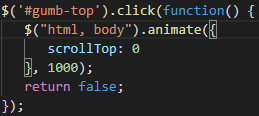 $('#gumb-top').click(function() {
    $("html, body").animate({
        scrollTop: 0
    }, 1000);
    return false;
});